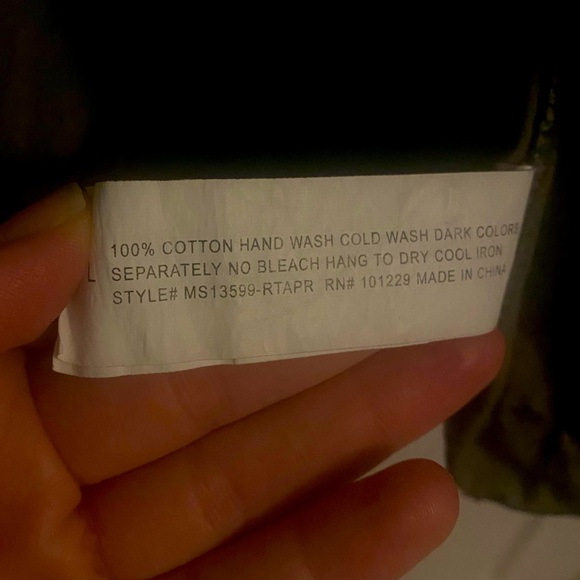 100% COTTON HAND WASH COLD WASH DARK COLORS
L SEPARATELY NO BLEACH HANG TO DRY COOL IRON
STYLE# MS13599-RTAPR RN# 101229 MADE IN CHINA